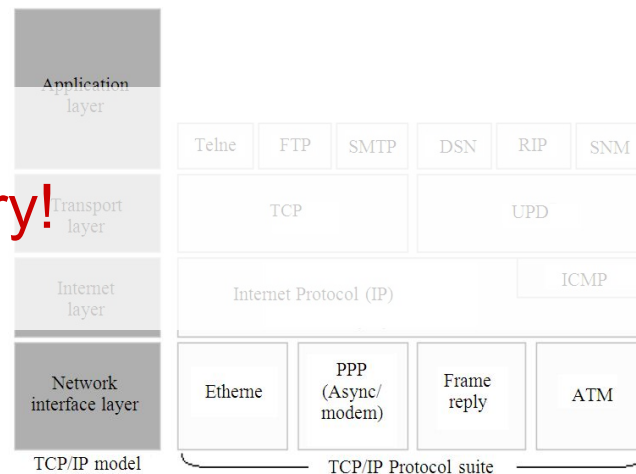 Application
layer
Telne FTP SMTP DSN RIP SNM
ry!
Transport
layer
TCP UPD
Internet
layer
Internet Protocol (IP) ICMP
Network
interface layer
Etherne
PPP
(Async/
modem)
Frame
reply
ATM
TCP/IP model TCP/IP Protocol suite